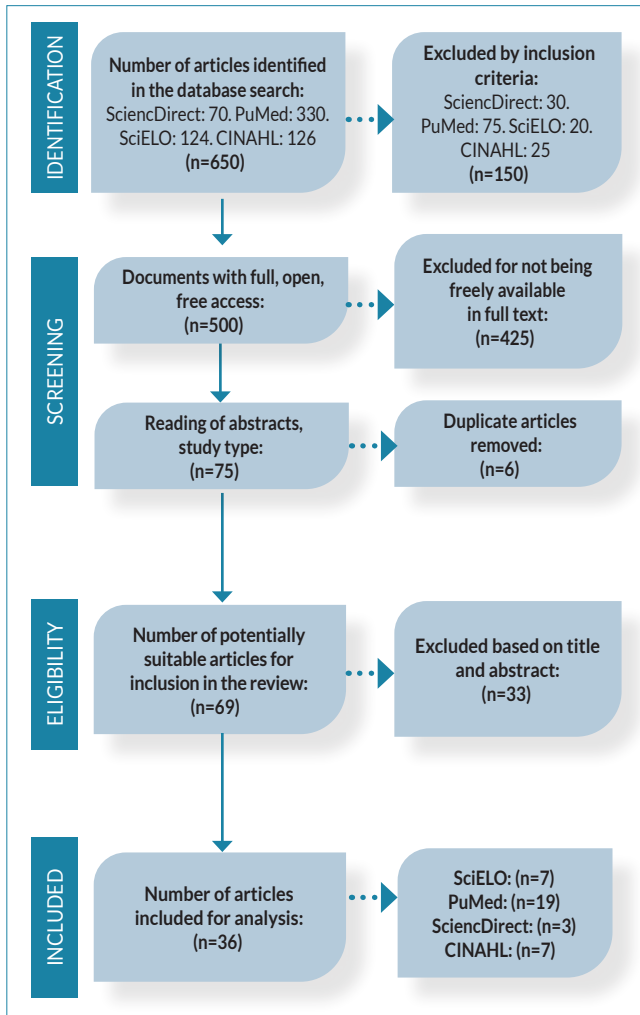 IDENTIFICATION
Number of articles identified
in the database search:
SciencDirect: 70. PuMed: 330.
SciELO: 124. CINAHL: 126
(n=650)
Excluded by inclusion
criteria:
SciencDirect: 30.
PuMed: 75. SciELO: 20.
CINAHL: 25
(n=150)
SCREENING
Documents with full, open,
free access:
(n=500)
Excluded for not being
freely available
in full text:
(n=425)
Reading of abstracts,
study type:
(n=75)
Duplicate articles
removed:
(n=6)
ELIGIBILITY
Number of potentially
suitable articles for
inclusion in the review:
(n=69)
Excluded based on title
and abstract:
(n=33)
INCLUDED
Number of articles
included for analysis:
(n=36)
SciELO: (n=7)
PuMed: (n=19)
SciencDirect: (n=3)
CINAHL: (n=7)